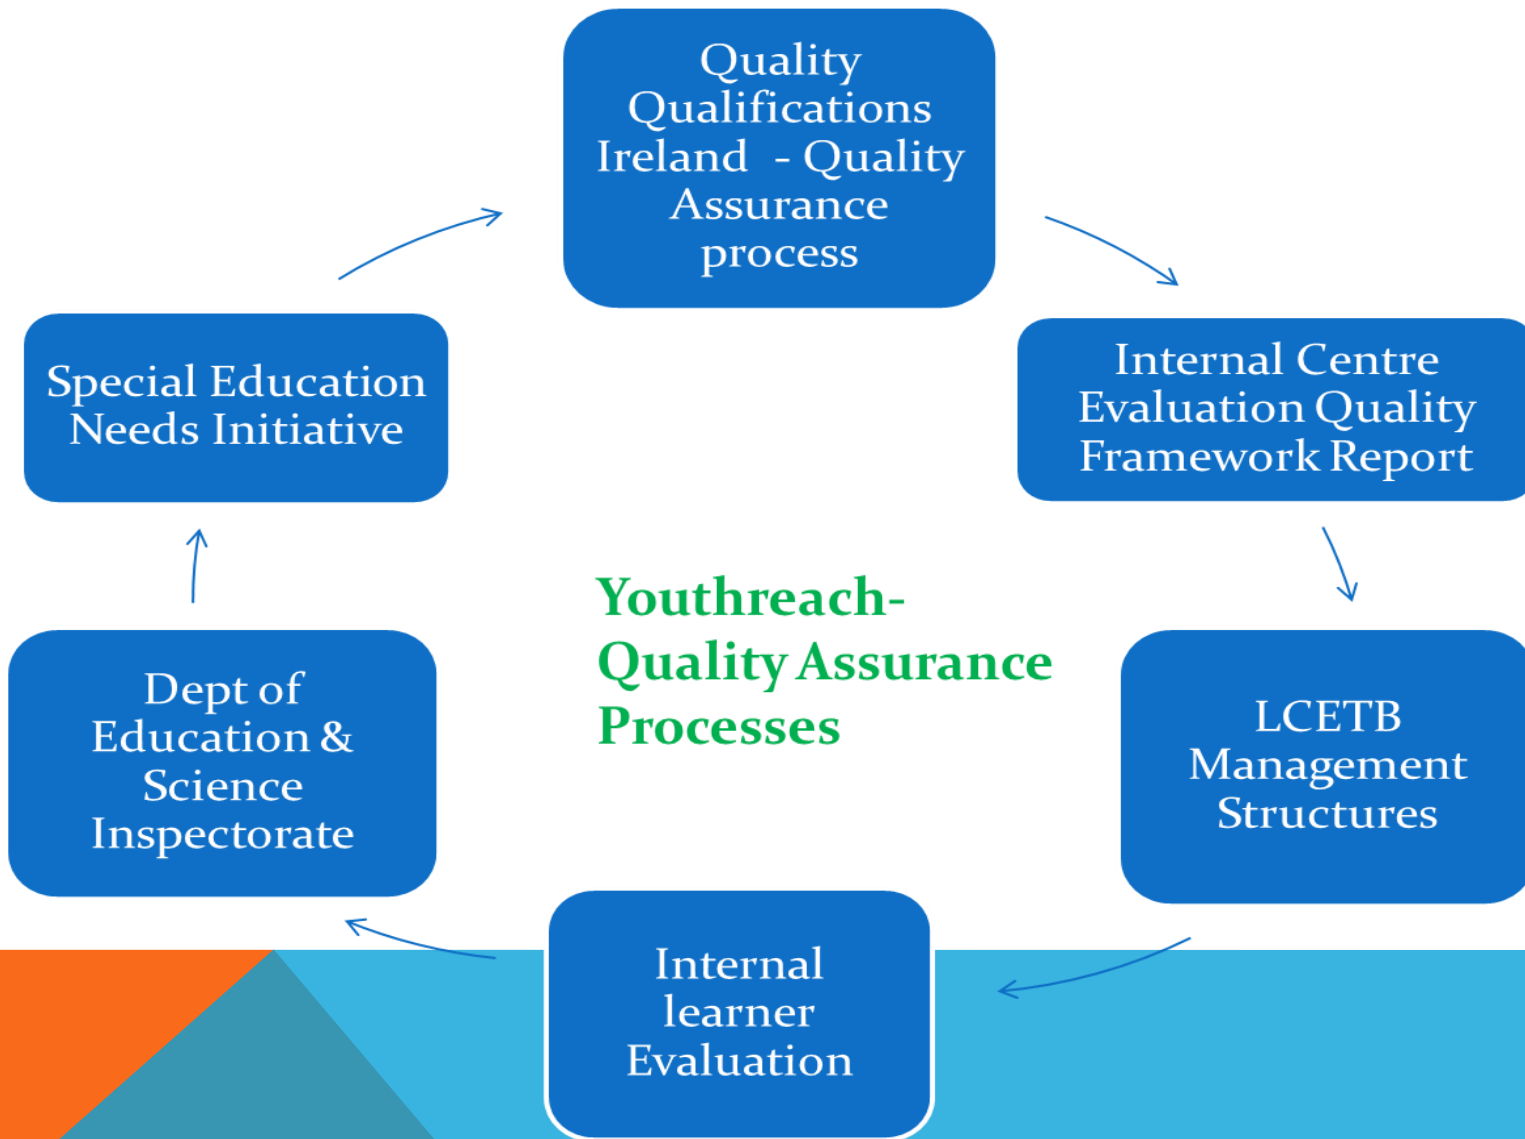 Quality
Qualifications
Ireland  - Quality
Assurance
process
Internal Centre
Evaluation Quality
Framework Report
LCETB
Management
Structures
Internal
learner
Evaluation
Dept of
Education &
Science
Inspectorate
Special Education
Needs Initiative
Youthreach-
Quality Assurance
Processes